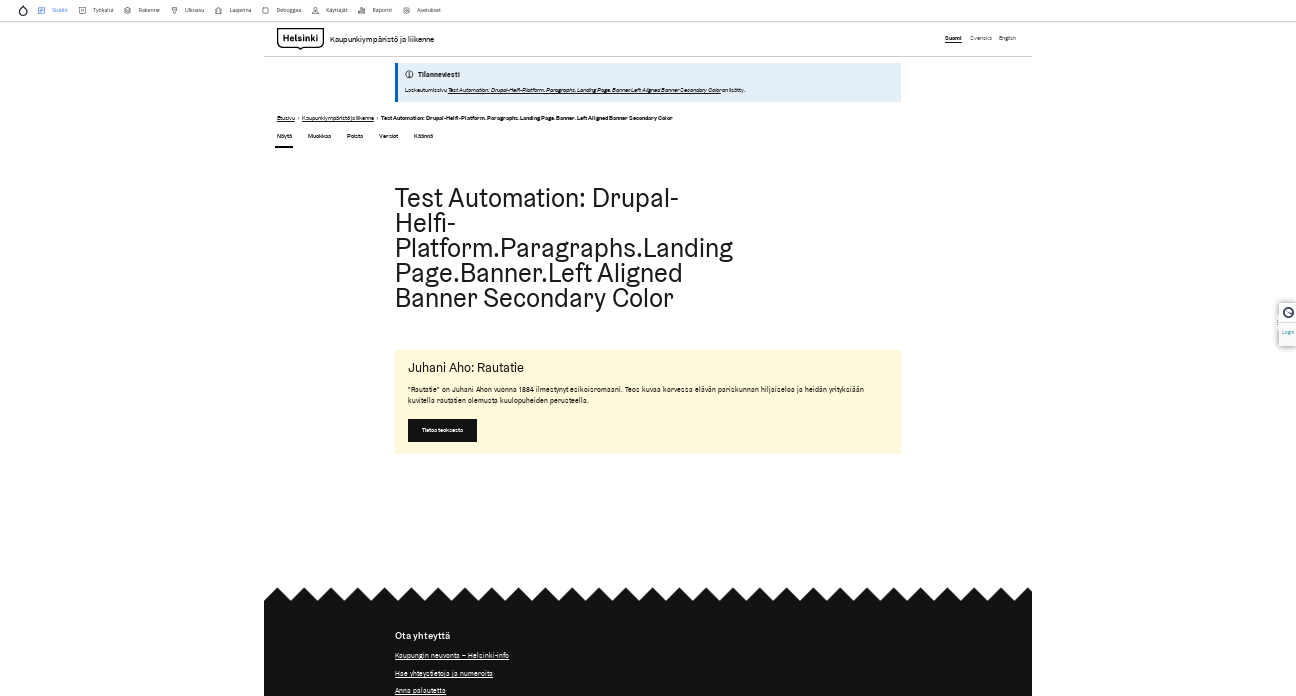 Sisältö Työkalut Rakenne Ulkoasu Laajenna Debuggaa Käyttäjät Raportit Asetukset
Helsinki Kaupunkiympäristö ja liikenne Suomi Svenska English
Tilanneviesti
Laskeutumissivu Test Automation: Drupal-Helfi-Platform.Paragraphs.Landing Page.Banner.Left Aligned Banner Secondary Color on lisätty.
Etusivu › Kaupunkiympäristö ja liikenne › Test Automation: Drupal-Helfi-Platform.Paragraphs.Landing Page.Banner.Left Aligned Banner Secondary Color
Näytä Muokkaa Poista Versiot Käännä
Test Automation: Drupal-
Helfi-
Platform.Paragraphs.Landing
Page.Banner.Left Aligned
Banner Secondary Color
Login
Juhani Aho: Rautatie
"Rautatie" on Juhani Ahon vuonna 1884 ilmestynyt esikoisromaani. Teos kuvaa korvessa elävän pariskunnan hiljaiseloa ja heidän yrityksiään
kuvitella rautatien olemusta kuulopuheiden perusteella.
Tietoa teoksesta
Ota yhteyttä
Kaupungin neuvonta – Helsinki-info
Hae yhteystietoja ja numeroita
Anna palautetta